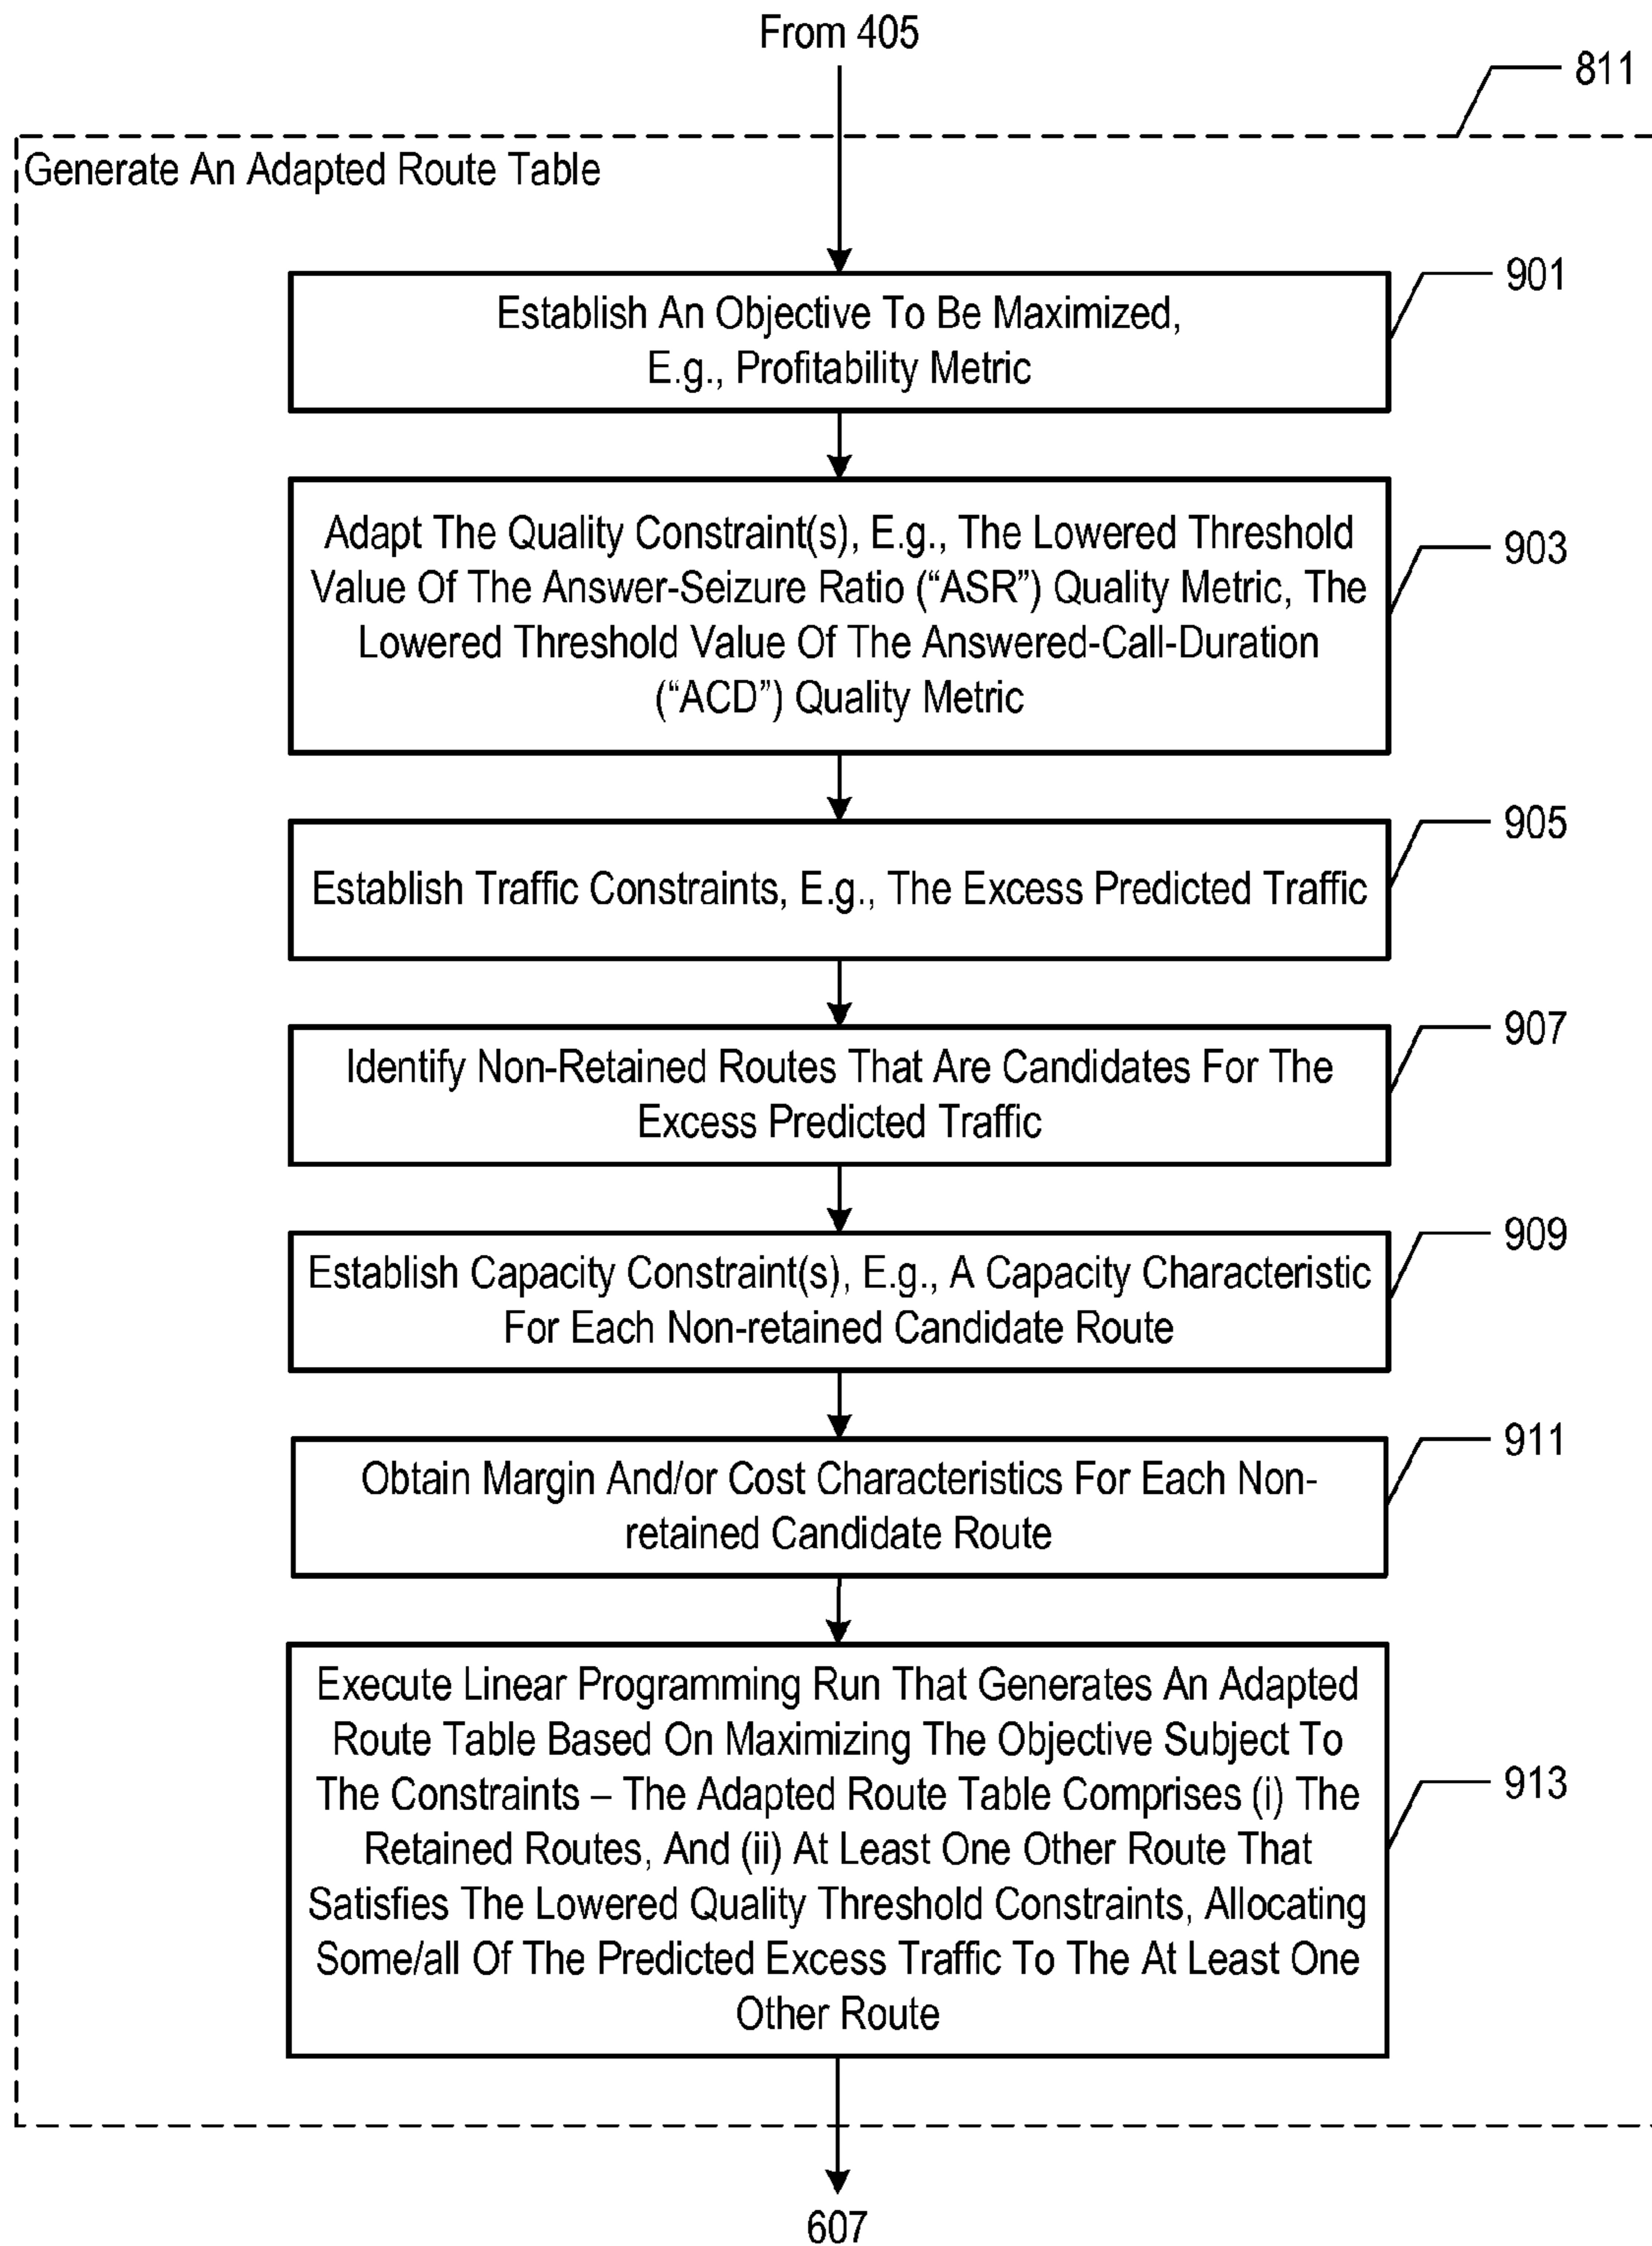 From 405
811
Generate An Adapted Route Table
901
Establish An Objective To Be Maximized,
E.g., Profitability Metric
903
Adapt The Quality Constraint(s), E.g., The Lowered Threshold
Value Of The Answer-Seizure Ratio (“ASR”) Quality Metric, The
Lowered Threshold Value Of The Answered-Call-Duration
(“ACD”) Quality Metric
905
Establish Traffic Constraints, E.g., The Excess Predicted Traffic
907
Identify Non-Retained Routes That Are Candidates For The
Excess Predicted Traffic
909
Establish Capacity Constraint(s), E.g., A Capacity Characteristic
For Each Non-retained Candidate Route
911
Obtain Margin And/or Cost Characteristics For Each Non-
retained Candidate Route
913
Execute Linear Programming Run That Generates An Adapted
Route Table Based On Maximizing The Objective Subject To
The Constraints – The Adapted Route Table Comprises (i) The
Retained Routes, And (ii) At Least One Other Route That
Satisfies The Lowered Quality Threshold Constraints, Allocating
Some/all Of The Predicted Excess Traffic To The At Least One
Other Route
607